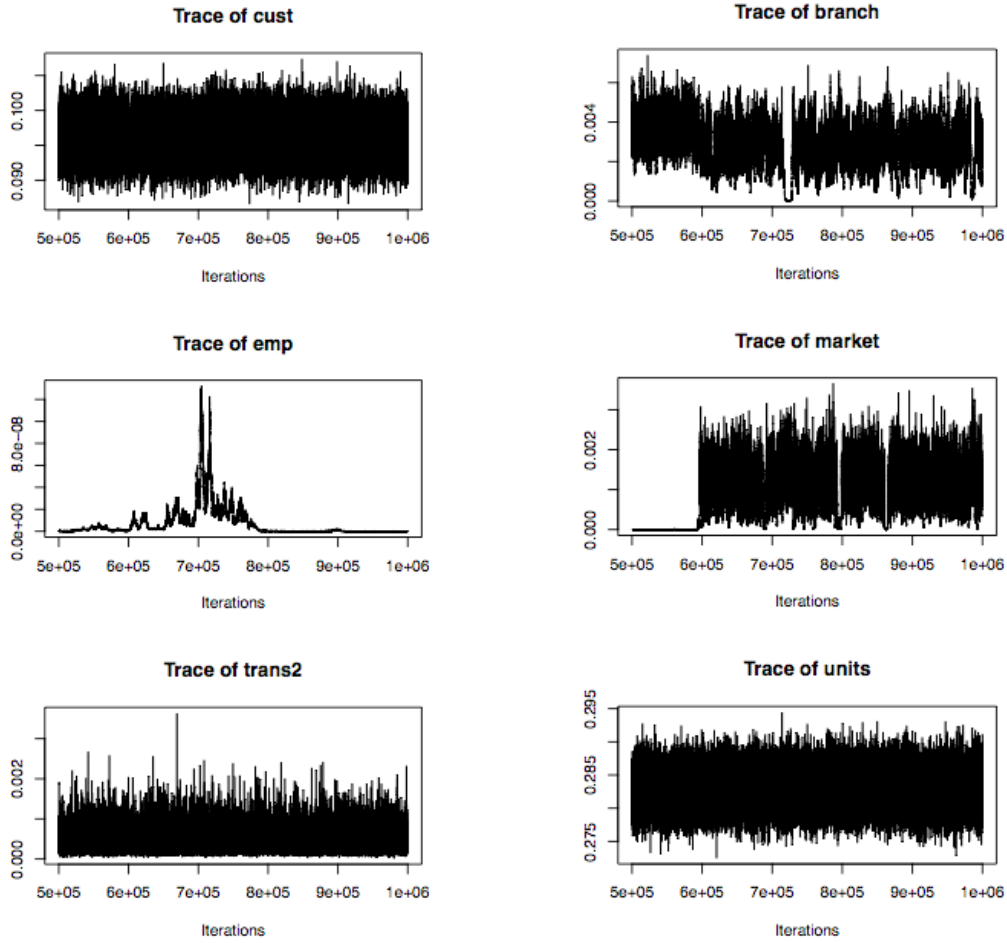 Trace of cust
0.090 0.100
5e+05 6e+05 7e+05 8e+05 9e+05 1e+06
Iterations
Trace of branch
0.000 0.004
5e+05 6e+05 7e+05 8e+05 9e+05 1e+06
Iterations
Trace of emp
0.0e+00 8.0e-08
5e+05 6e+05 7e+05 8e+05 9e+05 1e+06
Iterations
Trace of market
0.000 0.002
5e+05 6e+05 7e+05 8e+05 9e+05 1e+06
Iterations
Trace of trans2
0.000 0.002
5e+05 6e+05 7e+05 8e+05 9e+05 1e+06
Iterations
Trace of units
0.275 0.285 0.295
5e+05 6e+05 7e+05 8e+05 9e+05 1e+06
Iterations